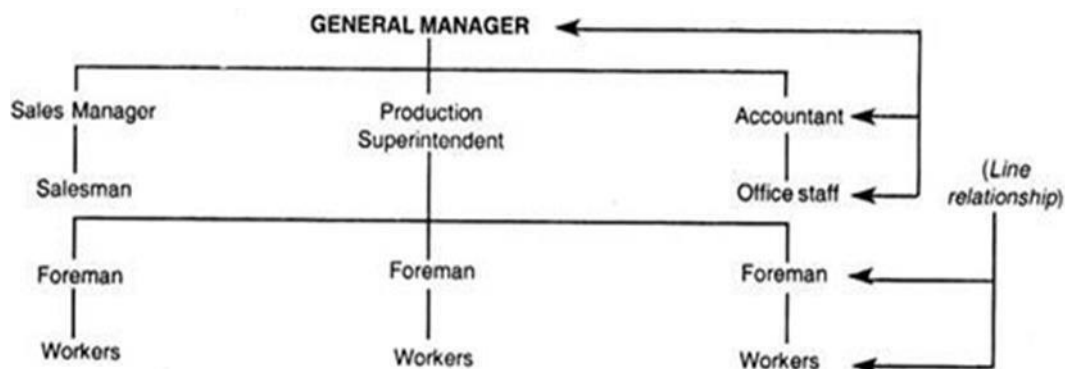 GENERAL MANAGER
Sales Manager
Production
Superintendent
Accountant
Salesman
Office staff
(Line
relationship)
Foreman
Foreman
Foreman
Workers
Workers
Workers